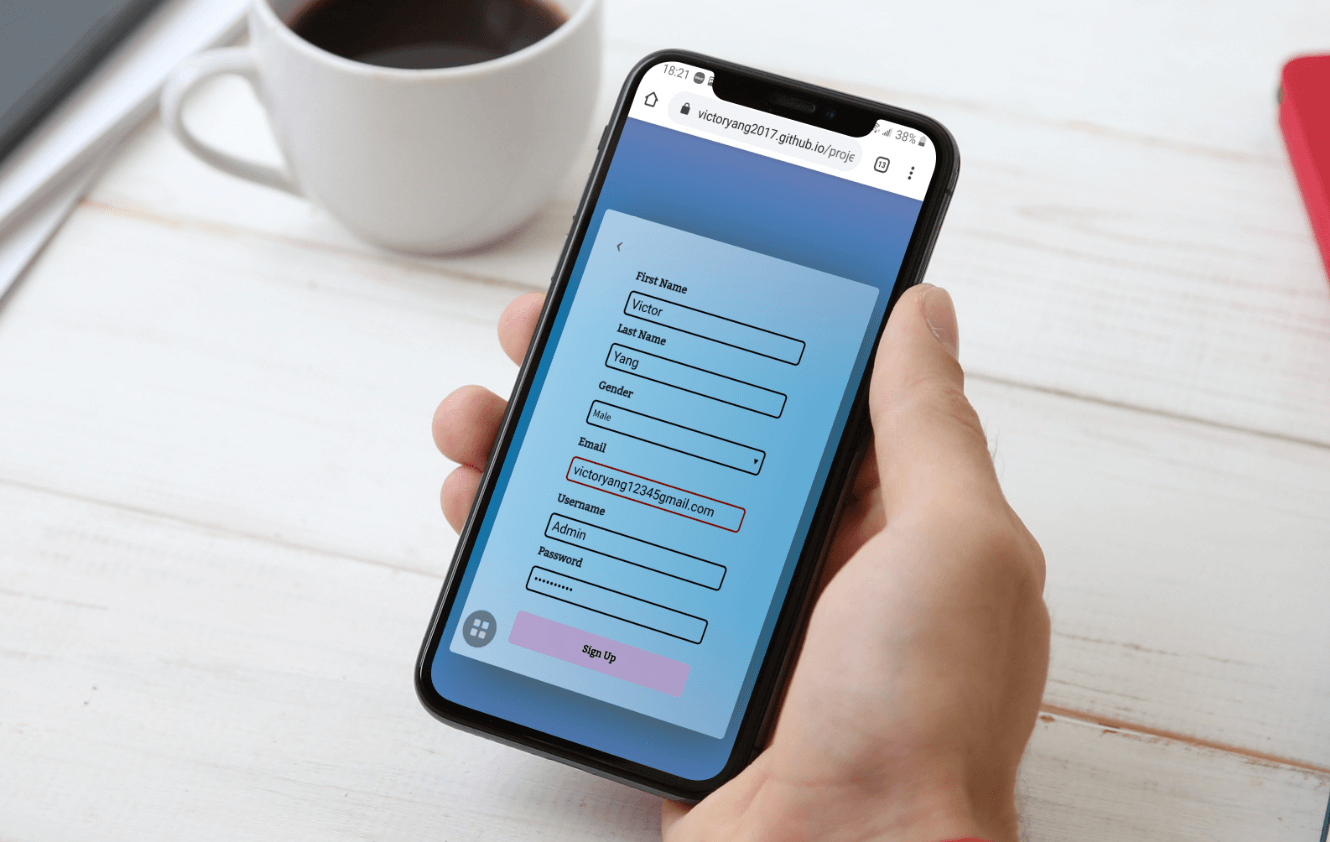 18:21
38%
victoryang2017.github.io/proje
13
First Name
Victor
Last Name
Yang
Gender
Male
Email
victoryang12345gmail.com
Username
Admin
Password
••••••••••
Sign Up